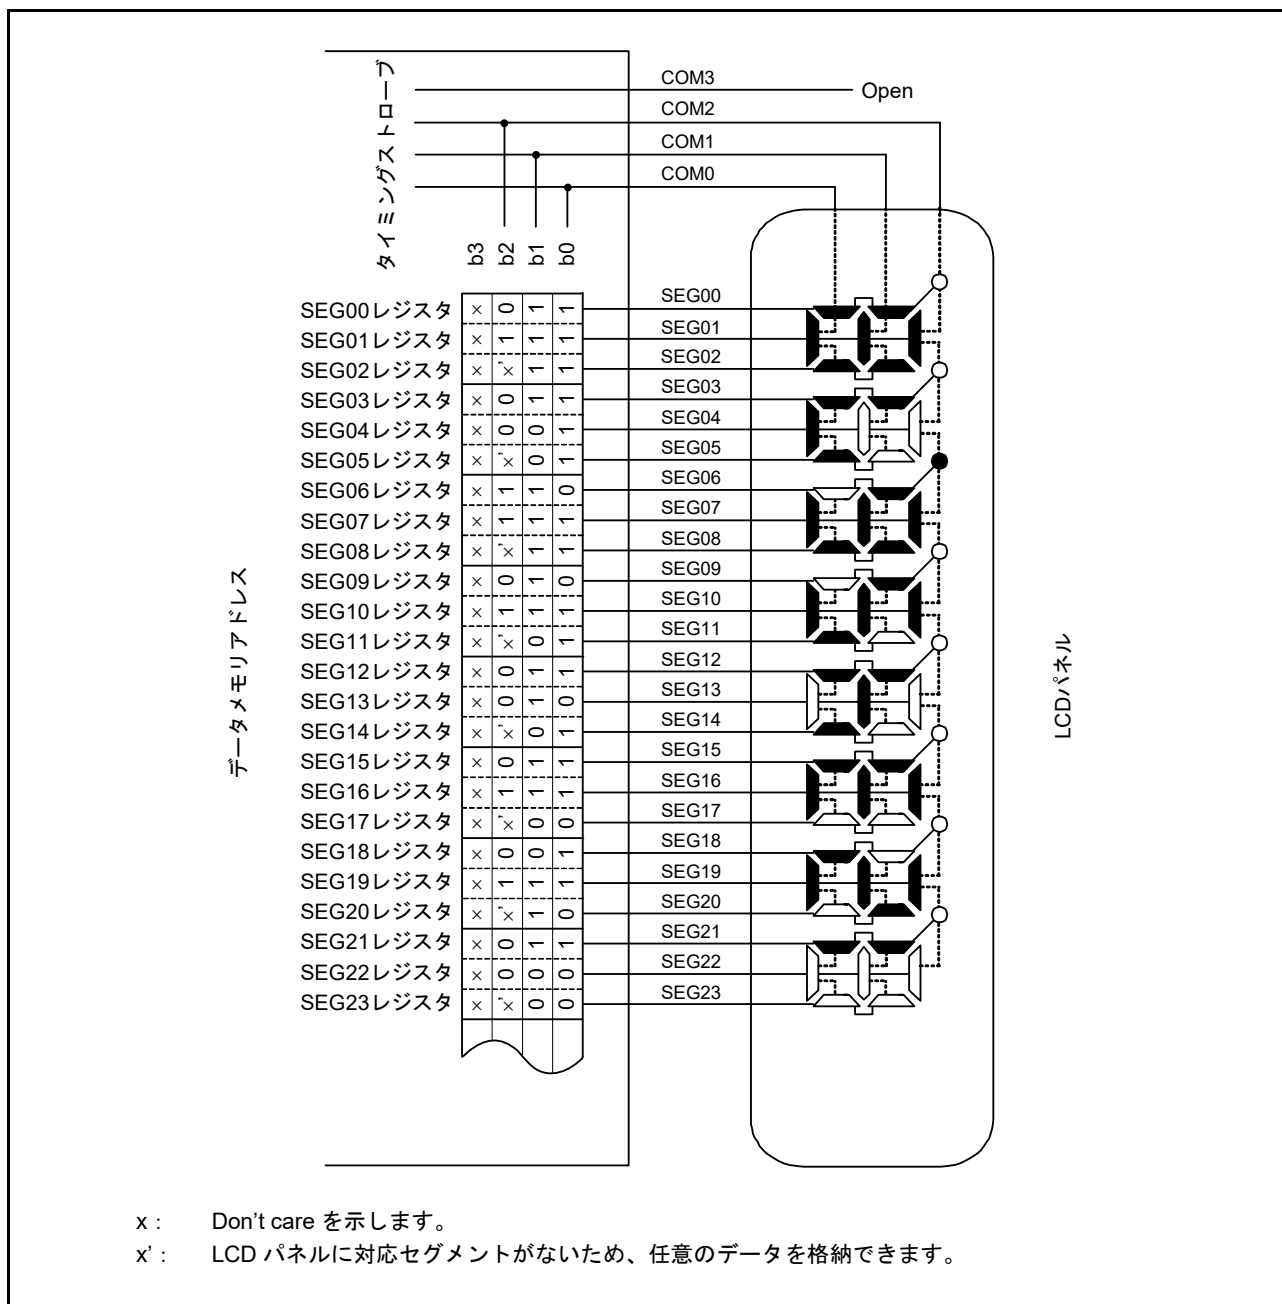 タイミングストローブ
COM3
Open
COM2
COM1
COM0
b3 b2 b1 b0
データメモリアドレス
SEG00レジスタ × 0 1 1 SEG00
SEG01レジスタ × 1 1 1 SEG01
SEG02レジスタ × ×' 1 1 SEG02
SEG03レジスタ × 0 1 1 SEG03
SEG04レジスタ × 0 0 1 SEG04
SEG05レジスタ × ×' 0 1 SEG05
SEG06レジスタ × 1 1 0 SEG06
SEG07レジスタ × 1 1 1 SEG07
SEG08レジスタ × ×' 1 1 SEG08
SEG09レジスタ × 0 1 0 SEG09
SEG10レジスタ × 1 1 1 SEG10
SEG11レジスタ × ×' 0 1 SEG11
SEG12レジスタ × 0 1 1 SEG12
SEG13レジスタ × 0 1 0 SEG13
SEG14レジスタ × ×' 0 1 SEG14
SEG15レジスタ × 0 1 1 SEG15
SEG16レジスタ × 1 1 1 SEG16
SEG17レジスタ × ×' 0 0 SEG17
SEG18レジスタ × 0 0 1 SEG18
SEG19レジスタ × 1 1 1 SEG19
SEG20レジスタ × ×' 1 0 SEG20
SEG21レジスタ × 0 1 1 SEG21
SEG22レジスタ × 0 0 0 SEG22
SEG23レジスタ × ×' 0 0 SEG23
LCDパネル
x : Don't care を示します。
x' : LCD パネルに対応セグメントがないため、任意のデータを格納できます。